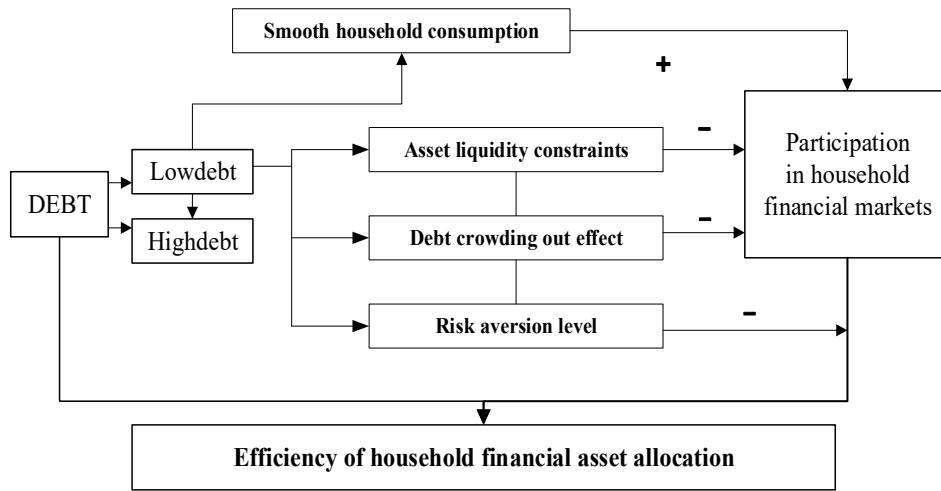 Smooth household consumption
+
Asset liquidity constraints
-
Participation
in household
financial markets
Lowdebt
DEBT
Highdebt
Debt crowding out effect
-
Risk aversion level
-
Efficiency of household financial asset allocation